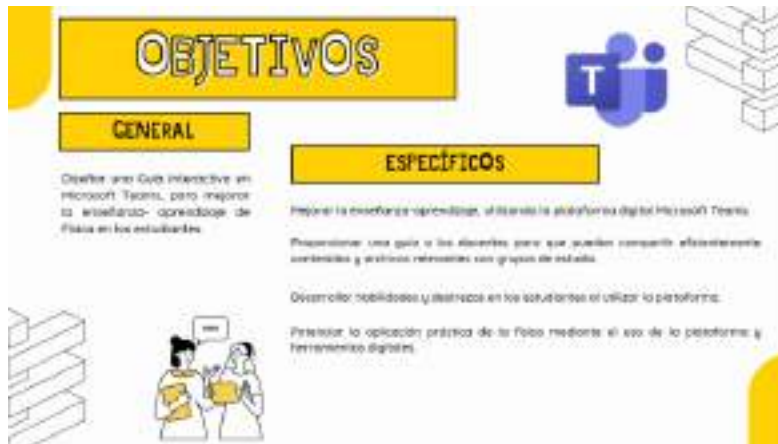 OBJETIVOS
T
GENERAL
ESPECÍFICOS
Diseñar una Guía interactiva en
Microsoft Teams, para mejorar
la enseñanza- aprendizaje de
Física en los estudiantes
Mejorar la enseñanza-aprendizaje, utilizando la plataforma digital Microsoft Teams.
Proporcionar una guía a los docentes para que puedan compartir eficientemente
contenidos y archivos relevantes con grupos de estudio.
Desarrollar habilidades y destrezas en los estudiantes al utilizar la plataforma.
Potenciar la aplicación práctica de la Física mediante el uso de la plataforma y
herramientas digitales.